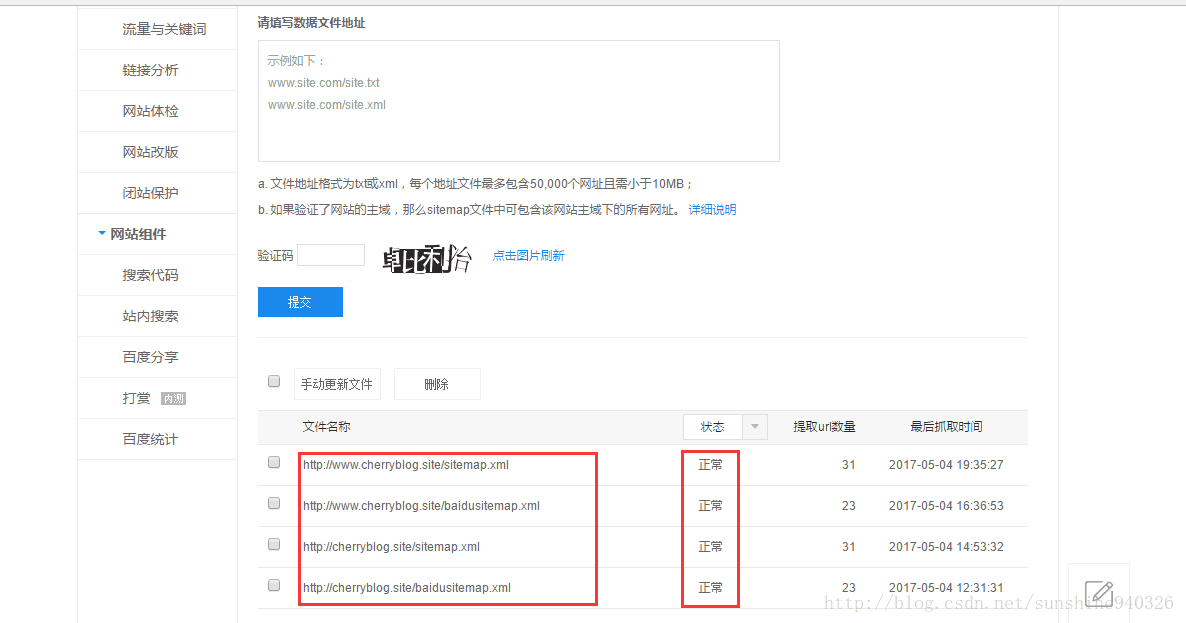 流量与关键词
链接分析
网站体检
网站改版
闭站保护
网站组件
搜索代码
站内搜索
百度分享
打赏 内测
百度统计
请填写数据文件地址
示例如下：
www.site.com/site.txt
www.site.com/site.xml
a. 文件地址格式为txt或xml，每个地址文件最多包含50,000个网址且需小于10MB；
b. 如果验证了网站的主域，那么sitemap文件中可包含该网站主域下的所有网址。 详细说明
验证码 卓比利治 点击图片刷新
提交
手动更新文件 删除
文件名称 状态 提取url数量 最后抓取时间
http://www.cherryblog.site/sitemap.xml 正常 31 2017-05-04 19:35:27
http://www.cherryblog.site/baidusitemap.xml 正常 23 2017-05-04 16:36:53
http://cherryblog.site/sitemap.xml 正常 31 2017-05-04 14:53:32
http://cherryblog.site/baidusitemap.xml 正常 23 2017-05-04 12:31:31
http://blog.csdn.net/sunshine940326